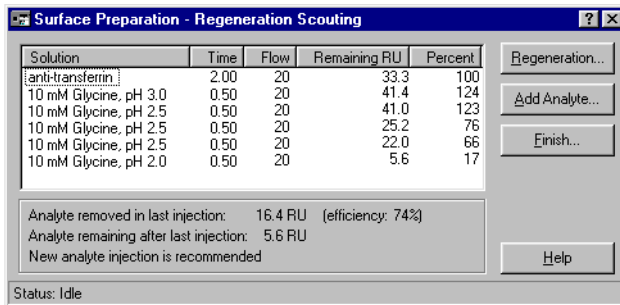 Surface Preparation - Regeneration Scouting
Solution Time Flow Remaining RU Percent
anti-transferrin 2.00 20 33.3 100
10 mM Glycine, pH 3.0 0.50 20 41.4 124
10 mM Glycine, pH 2.5 0.50 20 41.0 123
10 mM Glycine, pH 2.5 0.50 20 25.2 76
10 mM Glycine, pH 2.5 0.50 20 22.0 66
10 mM Glycine, pH 2.0 0.50 20 5.6 17
Regeneration...
Add Analyte...
Finish...
Analyte removed in last injection: 16.4 RU (efficiency: 74%)
Analyte remaining after last injection: 5.6 RU
New analyte injection is recommended
Help
Status: Idle